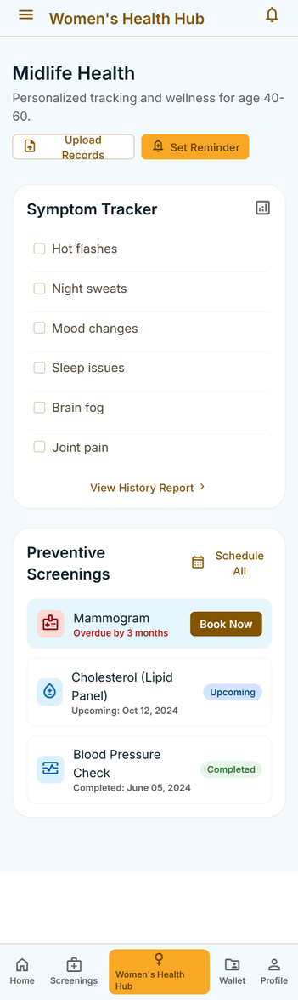 Women's Health Hub
Midlife Health
Personalized tracking and wellness for age 40-
60.
Upload
Records
Set Reminder
Symptom Tracker
Hot flashes
Night sweats
Mood changes
Sleep issues
Brain fog
Joint pain
View History Report
Preventive
Screenings
Schedule
All
Mammogram
Overdue by 3 months
Book Now
Cholesterol (Lipid
Panel)
Upcoming: Oct 12, 2024
Upcoming
Blood Pressure
Check
Completed: June 05, 2024
Completed
Home
Screenings
Women's Health
Hub
Wallet
Profile